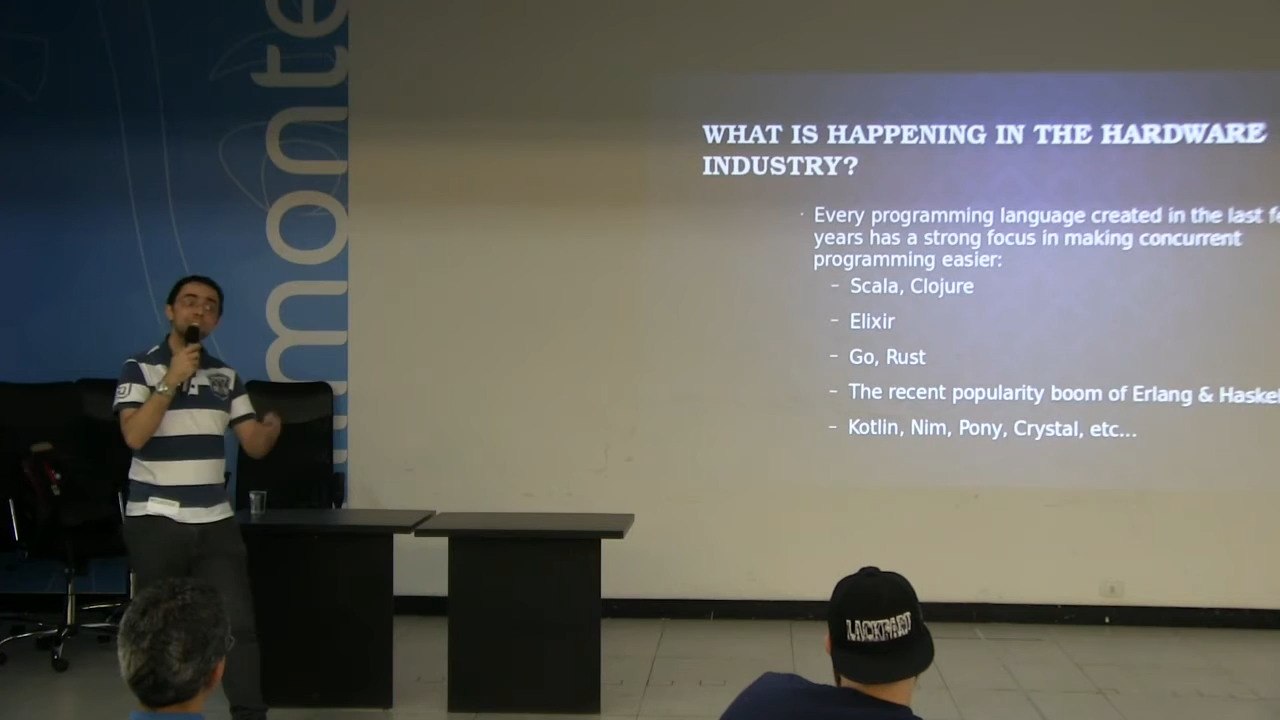 monte
WHAT IS HAPPENING IN THE HARDWARE
INDUSTRY?
· Every programming language created in the last
years has a strong focus in making concurrent
programming easier:
– Scala, Clojure
– Elixir
– Go, Rust
– The recent popularity boom of Erlang &
– Kotlin, Nim, Pony, Crystal, etc...